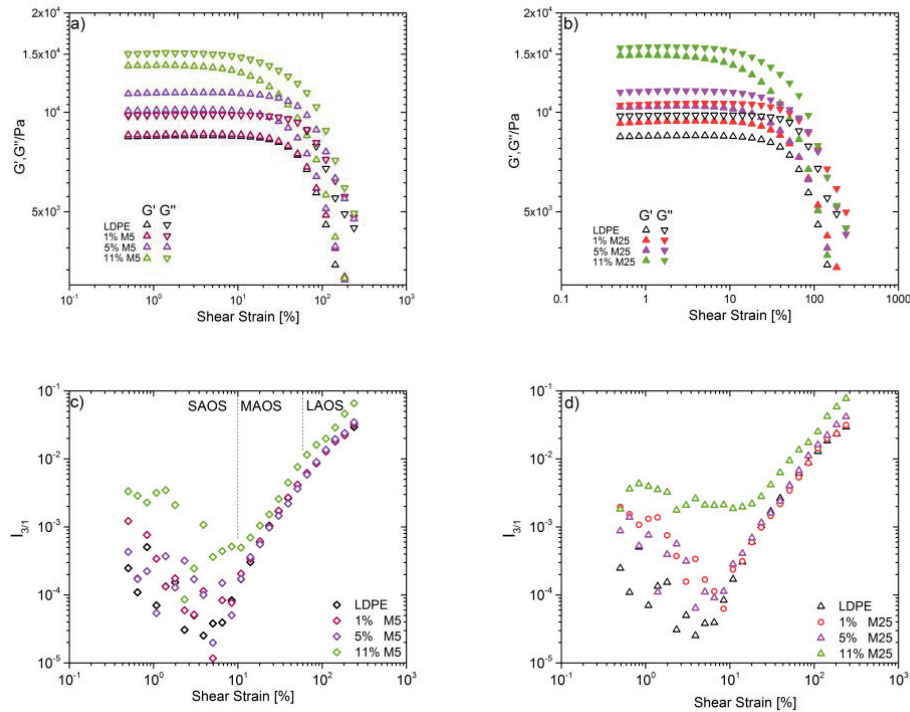 a)
G',G''/Pa
1.5x10⁴
10⁴
5x10³
G' G''
LDPE
1% M5
5% M5
11% M5
10⁻¹ 10⁰ 10¹ 10² 10³
Shear Strain [%]
b)
G',G''/Pa
1.5x10⁴
10⁴
5x10³
G' G''
LDPE
1% M25
5% M25
11% M25
0.1 1 10 100 1000
Shear Strain [%]
c)
SAOS MAOS LAOS
I3/1
10⁻¹
10⁻²
10⁻³
10⁻⁴
10⁻⁵
LDPE
1% M5
5% M5
11% M5
10⁻¹ 10⁰ 10¹ 10² 10³
Shear Strain [%]
d)
I3/1
10⁻¹
10⁻²
10⁻³
10⁻⁴
10⁻⁵
LDPE
1% M25
5% M25
11% M25
10⁻¹ 10⁰ 10¹ 10² 10³
Shear Strain [%]